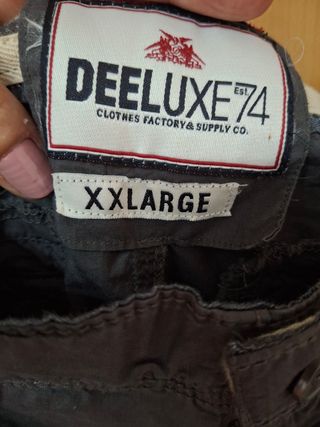 DEELUXE Est. 74
CLOTHES FACTORY & SUPPLY CO.
XXLARGE